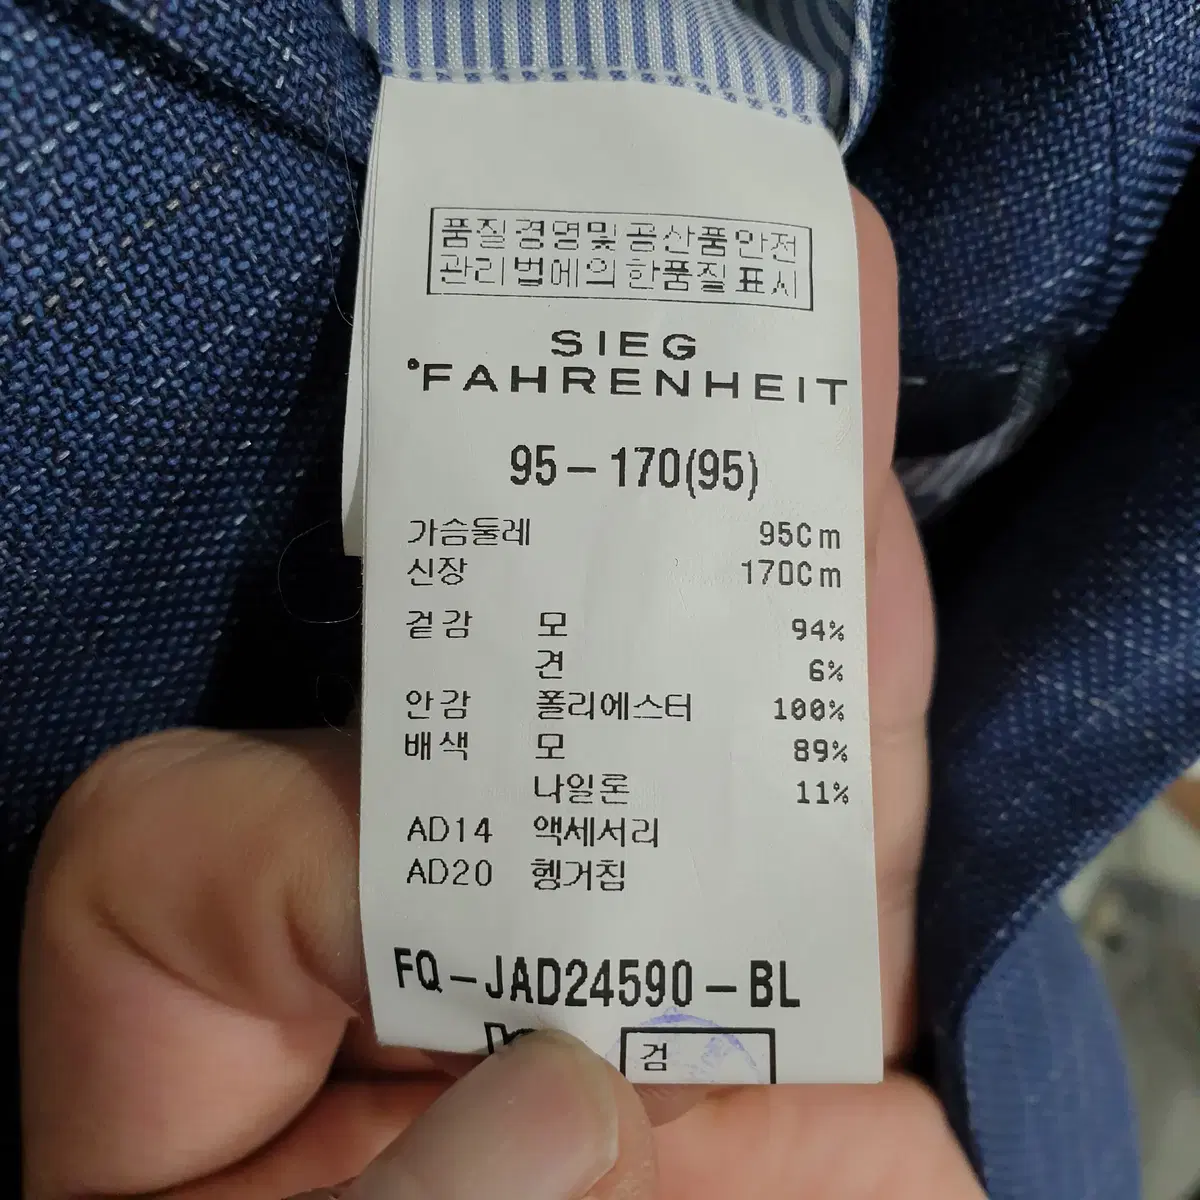 품질경영및공산품안전
관리법에의한품질표시
SIEG
°FAHRENHEIT
95-170(95)
가슴둘레 95Cm
신장 170Cm
겉감 모 94%
견 6%
안감 폴리에스터 100%
배색 모 89%
나일론 11%
AD14 액세서리
AD20 헹거칩
FQ-JAD24590-BL
검